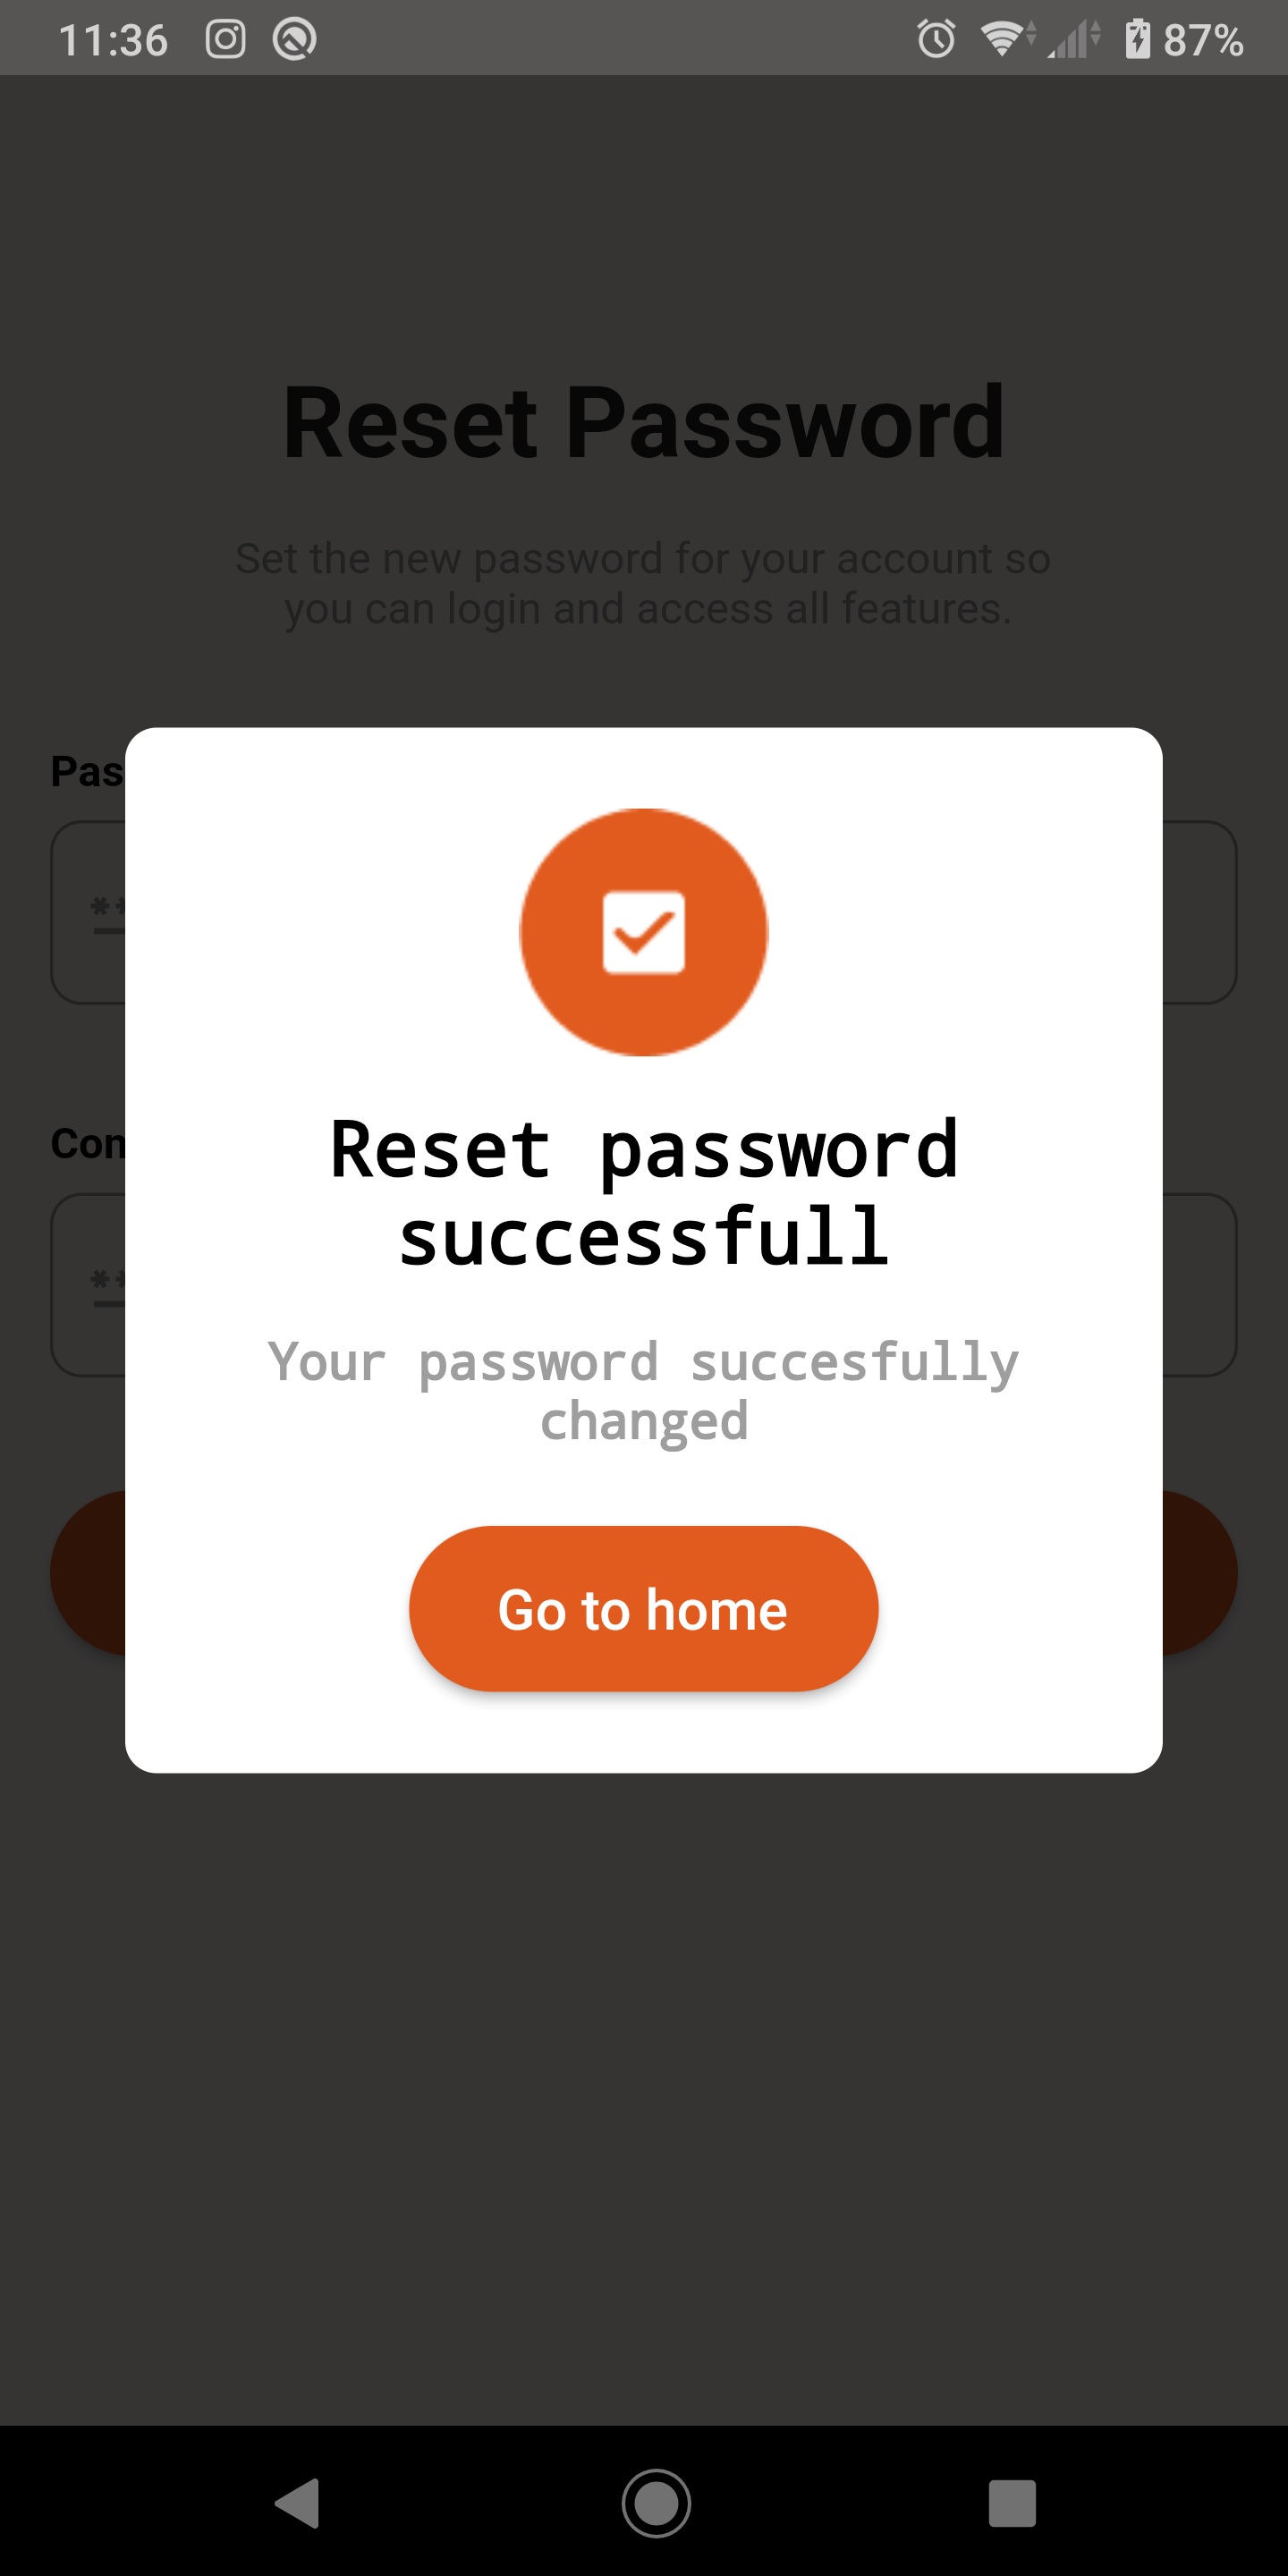 11:36 87%
Reset Password
Set the new password for your account so
you can login and access all features.
Pas
**
Reset password
successfull
Con
**
Your password succesfully
changed
Go to home